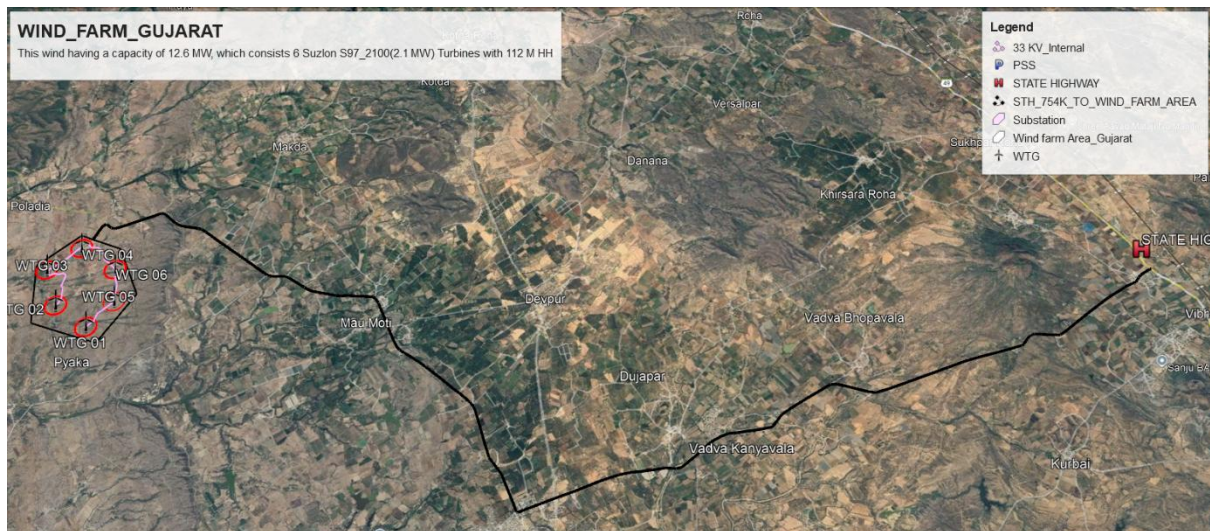 WIND_FARM_GUJARAT
This wind having a capacity of 12.6 MW, which consists 6 Suzlon S97_2100(2.1 MW) Turbines with 112 M HH
Legend
33 KV_Internal
PSS
STATE HIGHWAY
STH_754K_TO_WIND_FARM_AREA
Substation
Wind farm Area_Gujarat
WTG
Roha
Versalpar
Sukhp
Makda
Danana
Khirsara Roha
Poladia
STATE HIG
WTG 04
WTG 03
WTG 06
WTG 05
TG 02
WTG 01
Pyaka
Mau Moti
Devpur
Vadva Bhopavala
Vibh
Sanju BA
Dujapar
Vadva Kanyavala
Kurbai